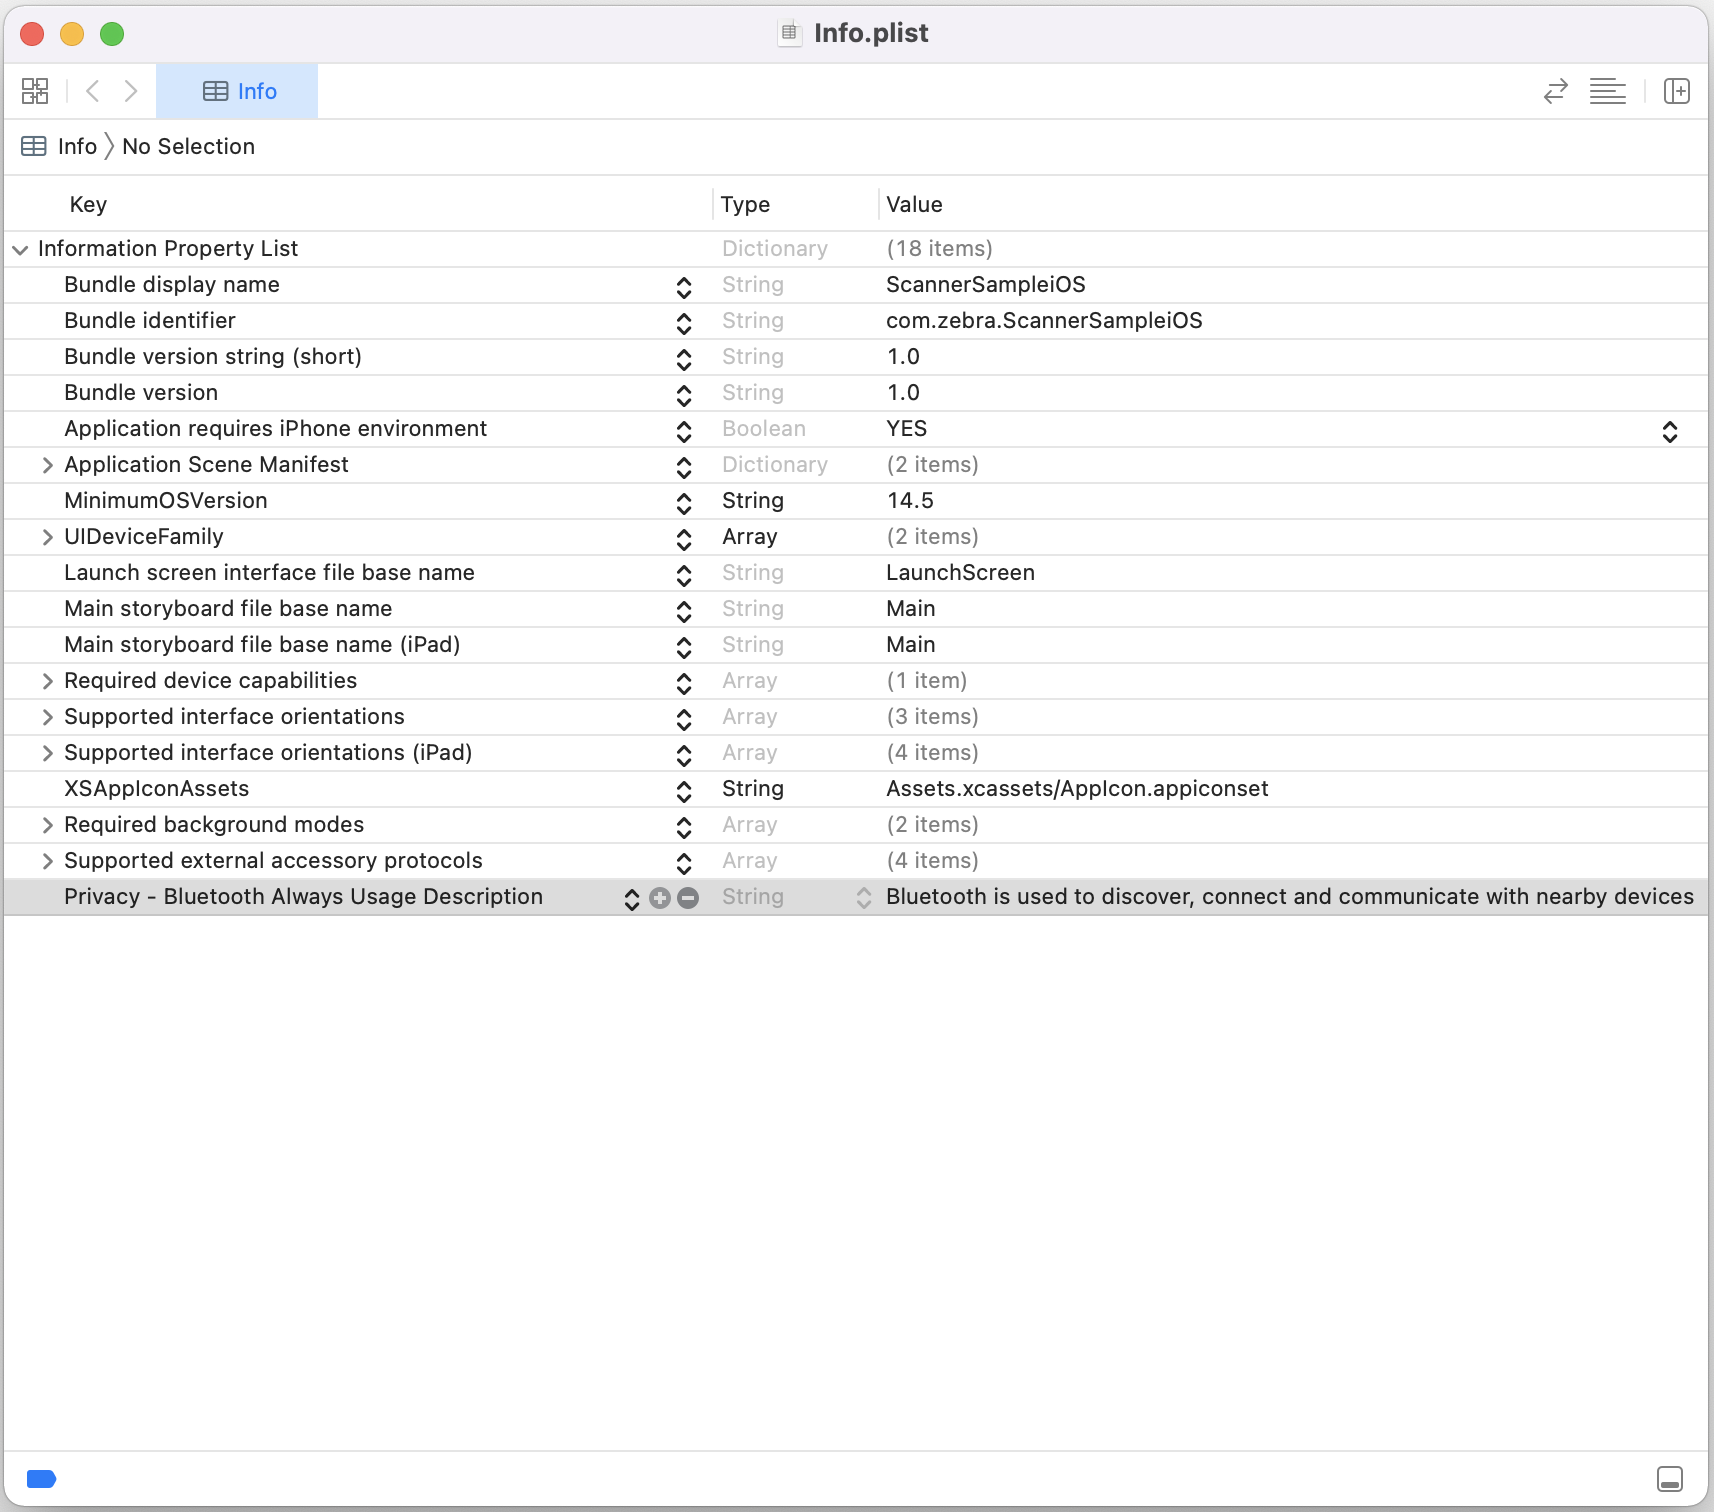 Info.plist
Info
Info No Selection
Key Type Value
Information Property List Dictionary (18 items)
Bundle display name String ScannerSampleiOS
Bundle identifier String com.zebra.ScannerSampleiOS
Bundle version string (short) String 1.0
Bundle version String 1.0
Application requires iPhone environment Boolean YES
Application Scene Manifest Dictionary (2 items)
MinimumOSVersion String 14.5
UIDeviceFamily Array (2 items)
Launch screen interface file base name String LaunchScreen
Main storyboard file base name String Main
Main storyboard file base name (iPad) String Main
Required device capabilities Array (1 item)
Supported interface orientations Array (3 items)
Supported interface orientations (iPad) Array (4 items)
XSAppIconAssets String Assets.xcassets/AppIcon.appiconset
Required background modes Array (2 items)
Supported external accessory protocols Array (4 items)
Privacy - Bluetooth Always Usage Description String Bluetooth is used to discover, connect and communicate with nearby devices